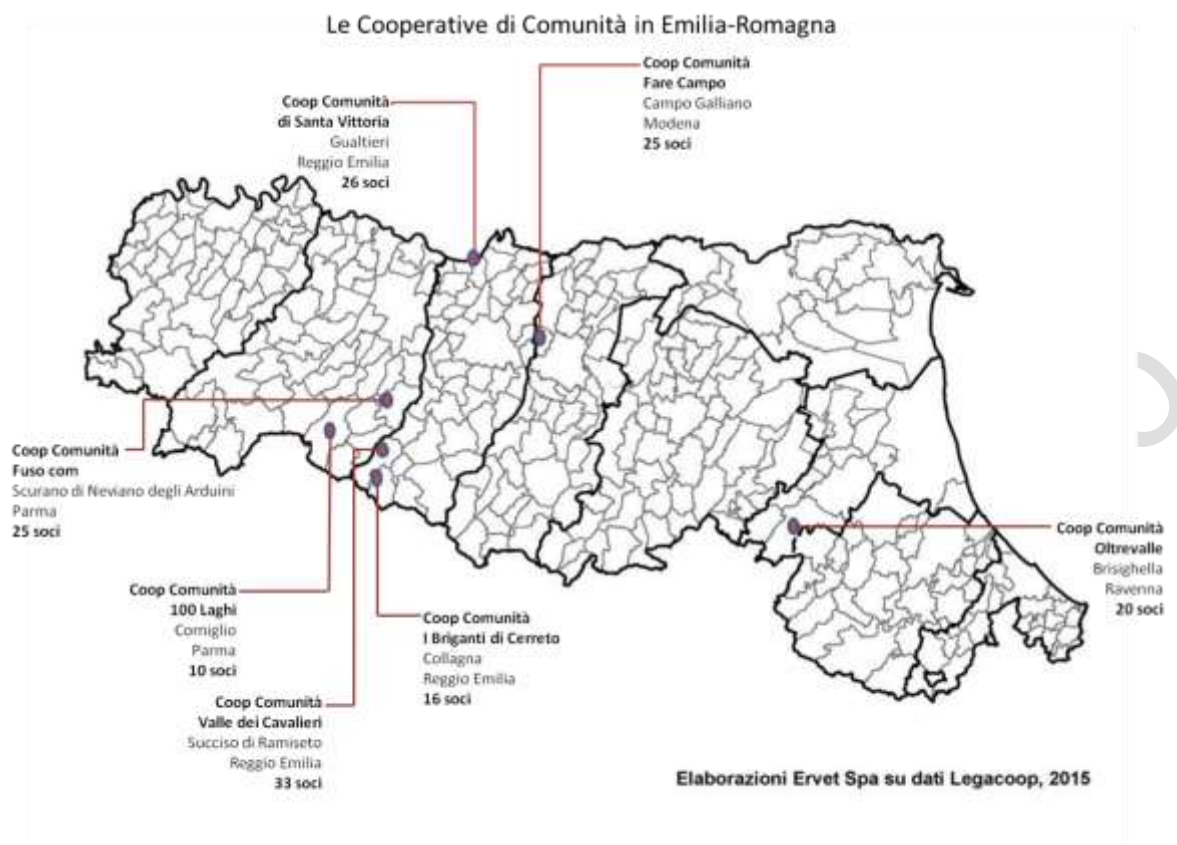 Le Cooperative di Comunità in Emilia-Romagna
Coop Comunità
Fare Campo
Campo Galliano
Modena
25 soci
Coop Comunità
di Santa Vittoria
Gualtieri
Reggio Emilia
26 soci
Coop Comunità
Fuso com
Scurano di Neviano degli Arduini
Parma
25 soci
Coop Comunità
Oltrevalle
Brisighella
Ravenna
20 soci
Coop Comunità
100 Laghi
Corniglio
Parma
10 soci
Coop Comunità
I Briganti di Cerreto
Collagna
Reggio Emilia
16 soci
Coop Comunità
Valle dei Cavalieri
Succiso di Ramiseto
Reggio Emilia
33 soci
Elaborazioni Ervet Spa su dati Legacoop, 2015